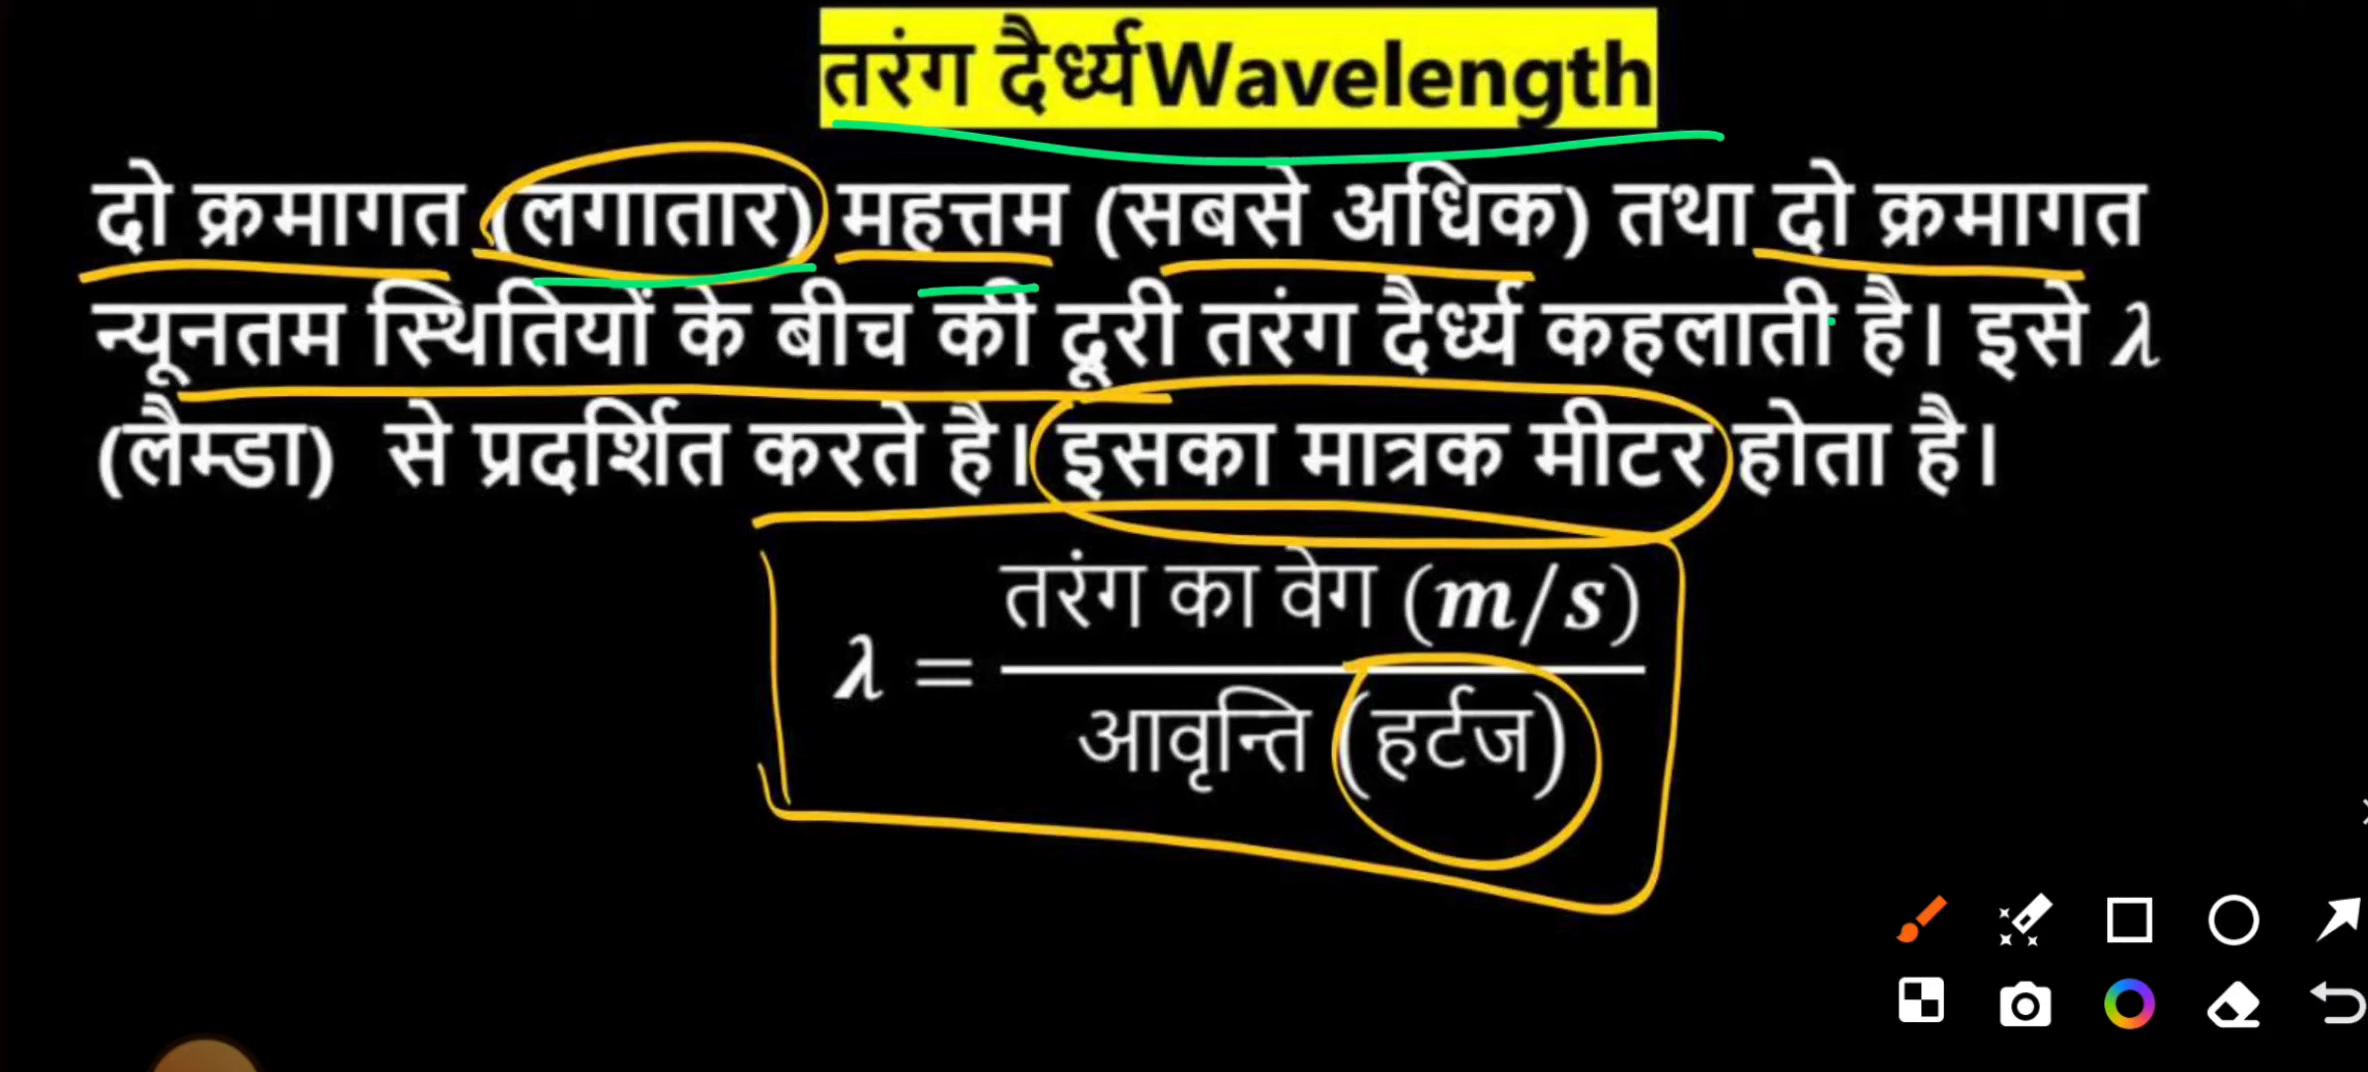 तरंग दैर्ध्यWavelength
दो क्रमागत (लगातार) महत्तम (सबसे अधिक) तथा दो क्रमागत
न्यूनतम स्थितियों के बीच की दूरी तरंग दैर्ध्य कहलाती है। इसे λ
(लैम्डा) से प्रदर्शित करते है। इसका मात्रक मीटर होता है।
λ = तरंग का वेग (m/s)
आवृन्ति (हर्टज)